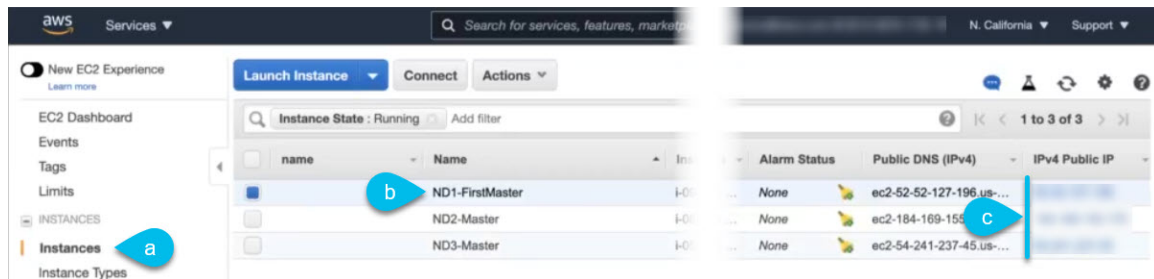 aws Services ▼ Search for services, features, marketp N. California ▼ Support ▼
New EC2 Experience
Learn more
Launch Instance Connect Actions
EC2 Dashboard
Instance State : Running Add filter 1 to 3 of 3
Events
Tags
name Name Ins Alarm Status Public DNS (IPv4) IPv4 Public IP
Limits
b ND1-FirstMaster None ec2-52-52-127-196.us-...
INSTANCES
ND2-Master None ec2-184-169-155 c
Instances a
ND3-Master None ec2-54-241-237-45.us-...
Instance Types